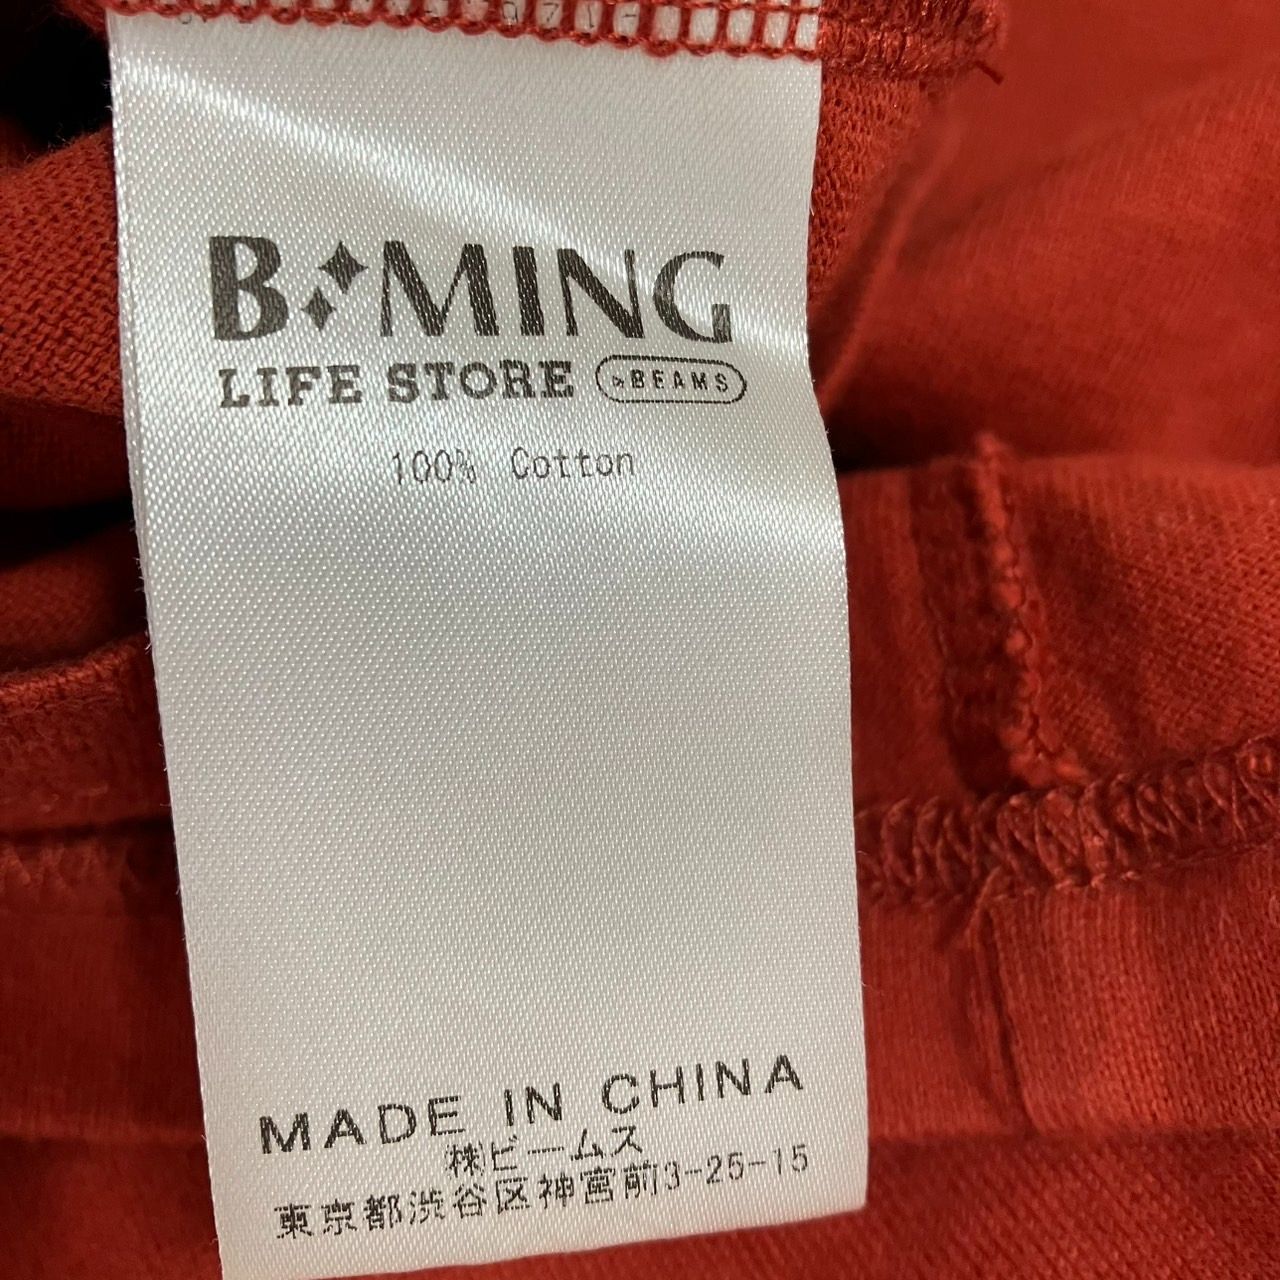 B MING
LIFE STORE by BEAMS
100% Cotton
MADE IN CHINA
㈱ビームス
東京都渋谷区神宮前3-25-15